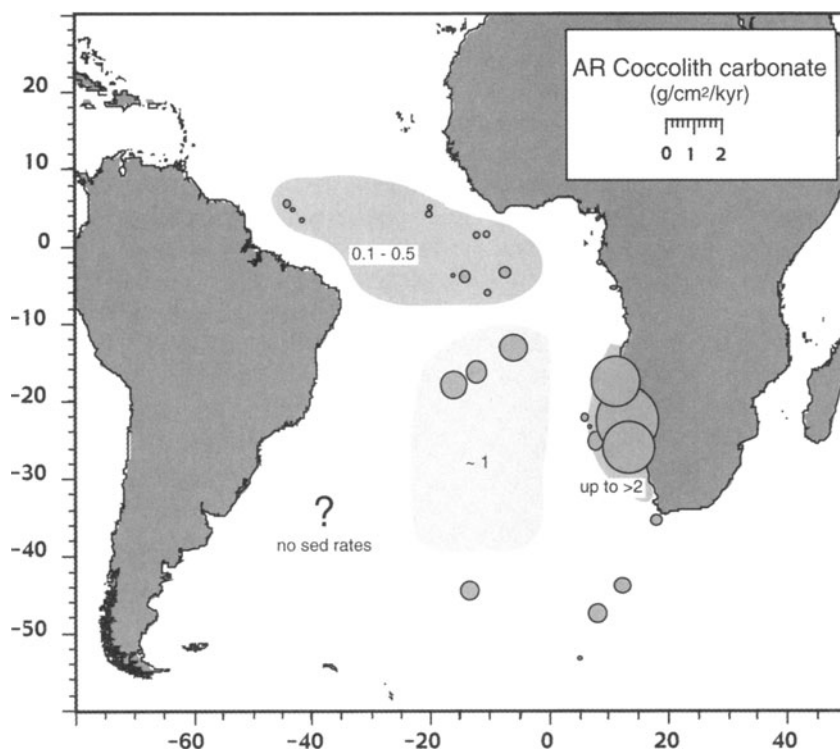 AR Coccolith carbonate
(g/cm²/kyr)
0 1 2
20
10
0
−10
−20
−30
−40
−50
0.1 - 0.5
~ 1
up to >2
?
no sed rates
−60 −40 −20 0 20 40